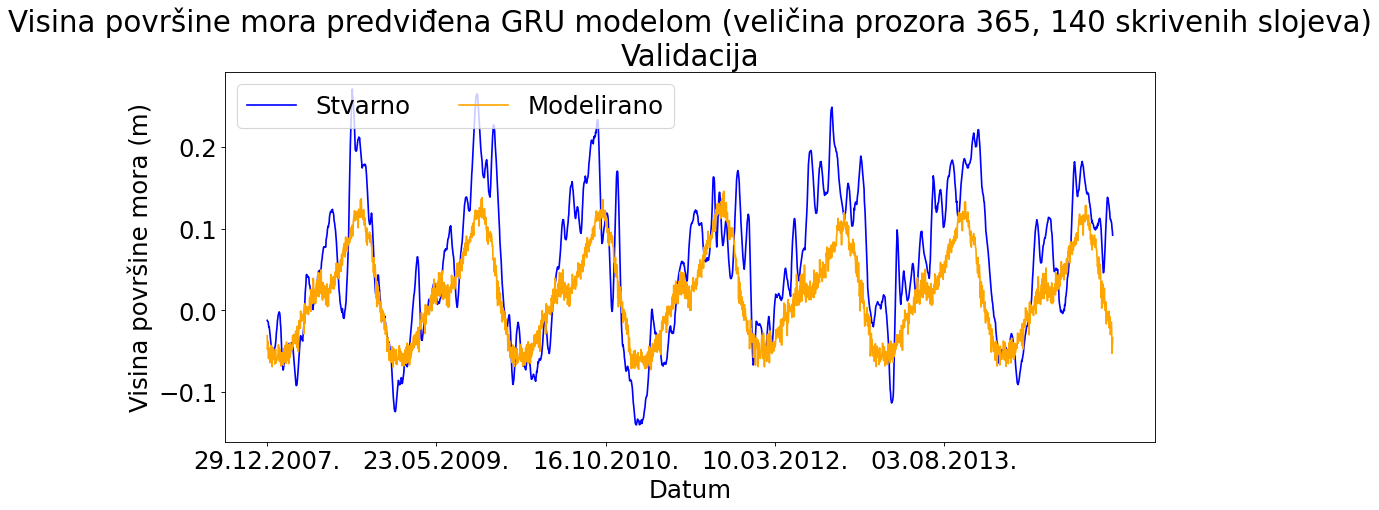 Visina površine mora predviđena GRU modelom (veličina prozora 365, 140 skrivenih slojeva)
Validacija
Stvarno
Modelirano
Visina površine mora (m)
0.2
0.1
0.0
−0.1
29.12.2007.
23.05.2009.
16.10.2010.
10.03.2012.
03.08.2013.
Datum